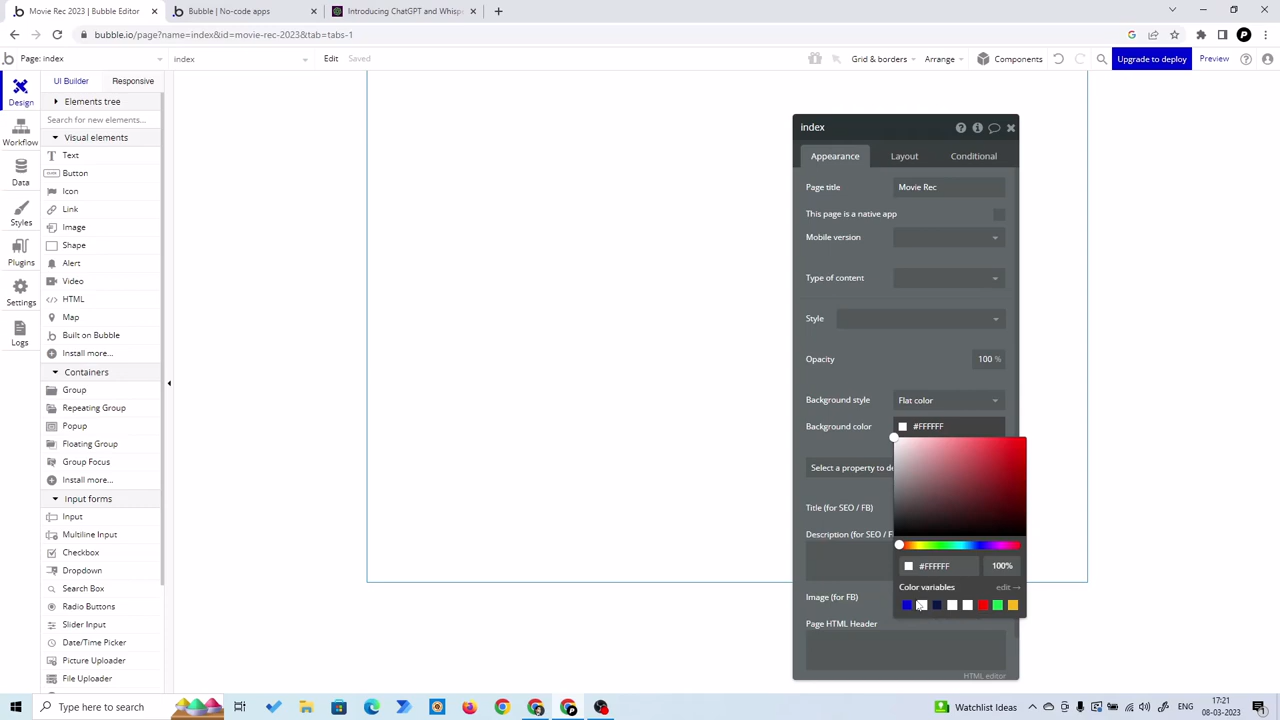 Movie Rec 2023 | Bubble Editor
Bubble | No-code apps
Introducing ChatGPT and Whisp
bubble.io/page?name=index&id=movie-rec-2023&tab=tabs-1
Page: index
index
Edit
Saved
Grid & borders
Arrange
Components
Upgrade to deploy
Preview
Design
Workflow
Data
Styles
Plugins
Settings
Logs
UI Builder
Responsive
Elements tree
Search for new elements...
Visual elements
Text
Button
Icon
Link
Image
Shape
Alert
Video
HTML
Map
Built on Bubble
Install more...
Containers
Group
Repeating Group
Popup
Floating Group
Group Focus
Install more...
Input forms
Input
Multiline Input
Checkbox
Dropdown
Search Box
Radio Buttons
Slider Input
Date/Time Picker
Picture Uploader
File Uploader
index
Appearance
Layout
Conditional
Page title
Movie Rec
This page is a native app
Mobile version
Type of content
Style
Opacity
100 %
Background style
Flat color
Background color
#FFFFFF
Select a property to de
Title (for SEO / FB)
Description (for SEO / F
Image (for FB)
Page HTML Header
HTML editor
#FFFFFF
100%
Color variables
edit →
Type here to search
Watchlist Ideas
ENG
17:21
08-03-2023